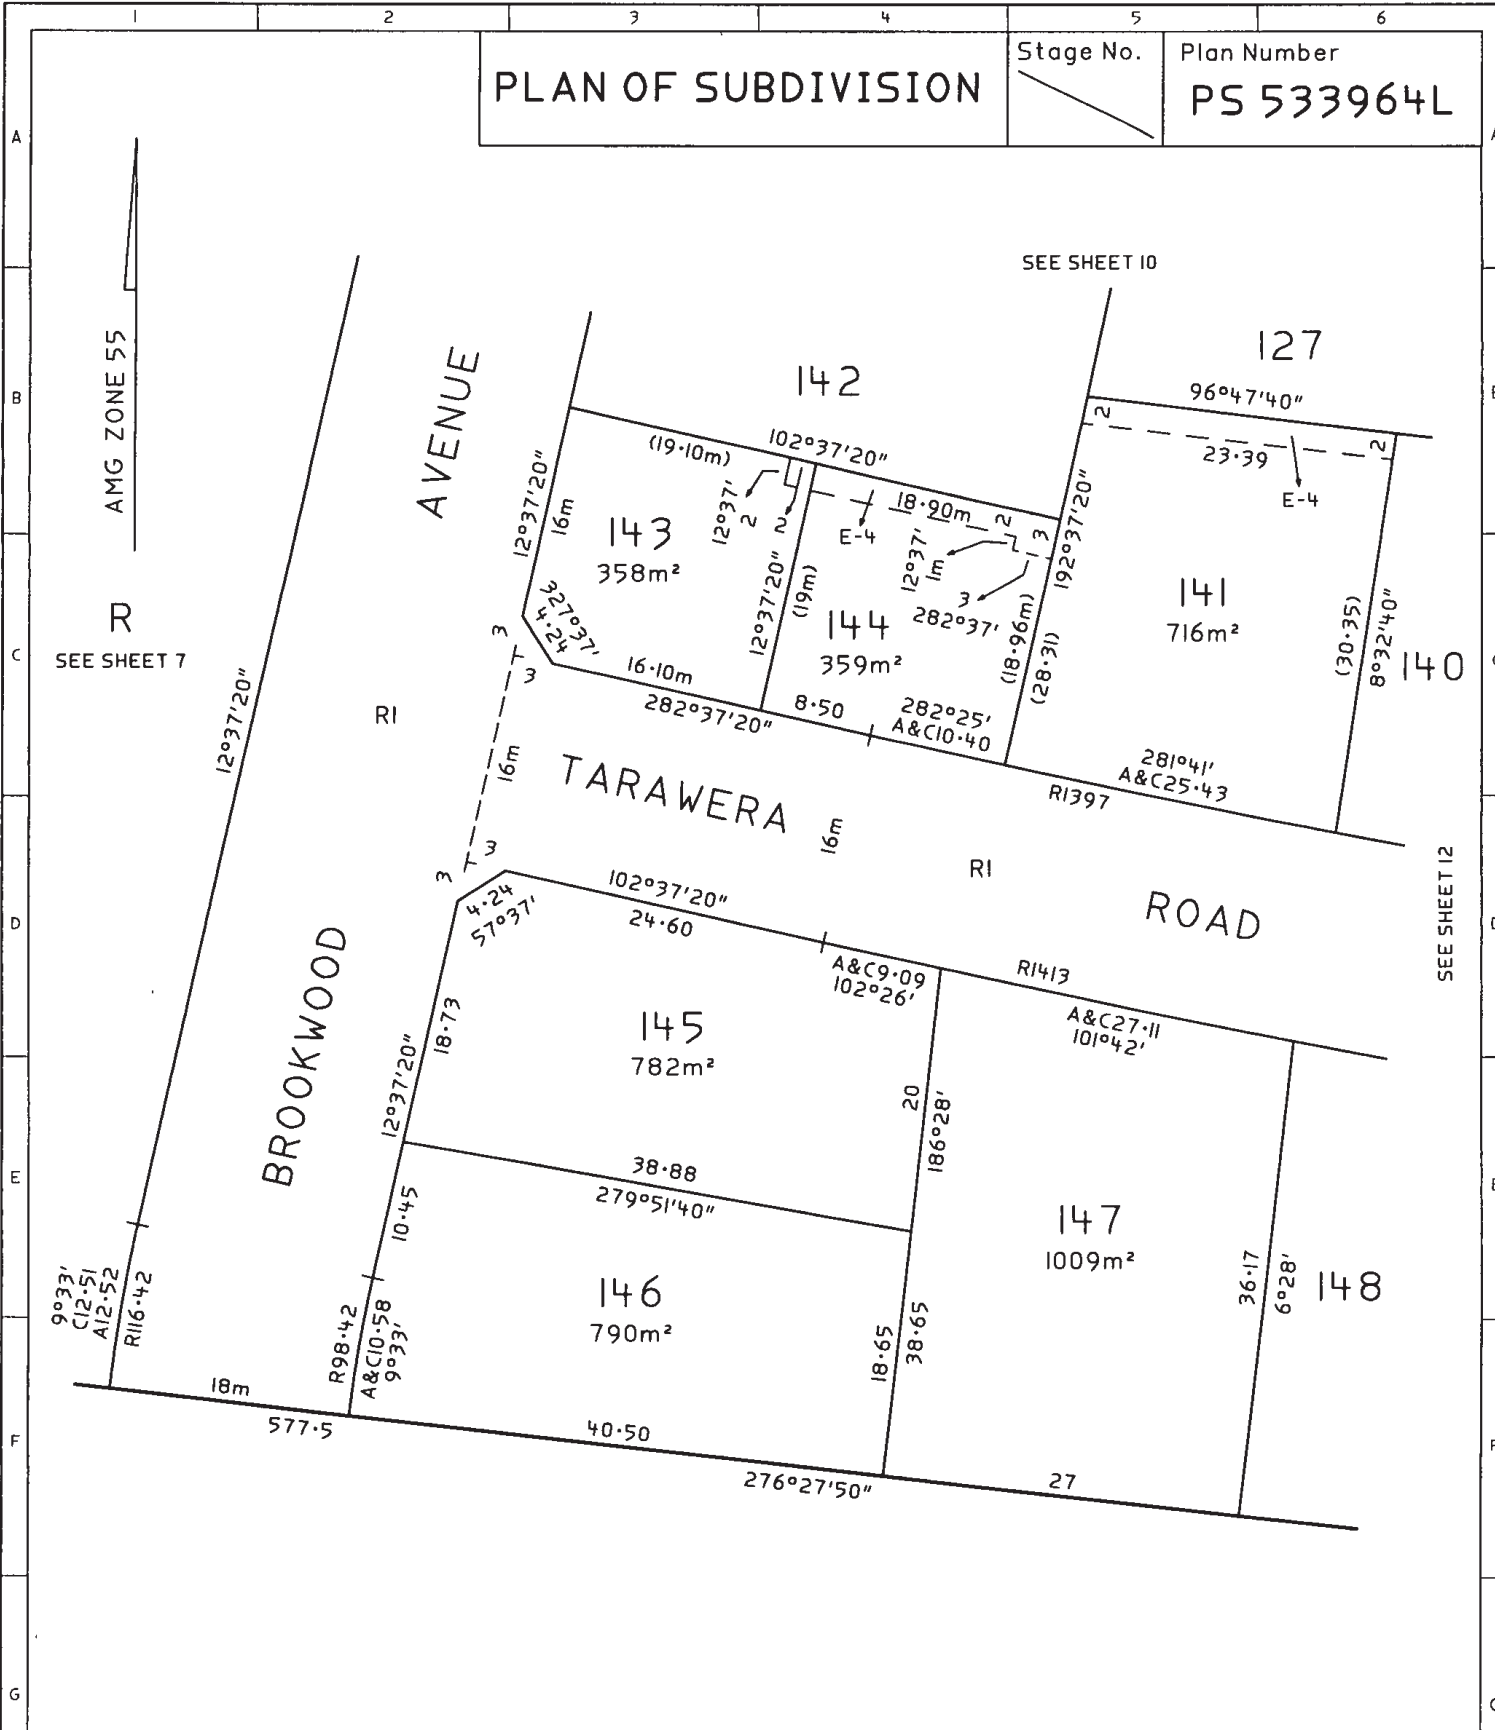 1 2 3 4 5 6
PLAN OF SUBDIVISION
Stage No.
Plan Number
PS 533964L
A
SEE SHEET 10
AMG ZONE 55
AVENUE
142
127
B
96°47'40"
2
2
23·39
E-4
102°37'20"
(19·10m)
12°37'20"
16m
143
358m²
12°37'
2
2
18·90m
E-4
2
3
12°37'
1m
3
282°37'
192°37'20"
12°37'20"
(19m)
144
359m²
(18·96m)
(28·31)
141
716m²
(30·35)
8°32'40"
140
R
SEE SHEET 7
C
327°37'
4·24
3
3
16·10m
282°37'20"
8·50
282°25'
A&C10·40
281°41'
A&C25·43
R1397
12°37'20"
R1
16m
TARAWERA
16m
R1
ROAD
SEE SHEET 12
3
3
D
4·24
57°37'
102°37'20"
24·60
A&C9·09
102°26'
R1413
A&C27·11
101°42'
BROOKWOOD
18·73
12°37'20"
145
782m²
20
186°28'
E
38·88
279°51'40"
10·45
147
1009m²
146
790m²
148
36·17
6°28'
9°33'
C12·51
A12·52
R116·42
R98·42
A&C10·58
9°33'
18·65
38·65
F
18m
577·5
40·50
276°27'50"
27
G